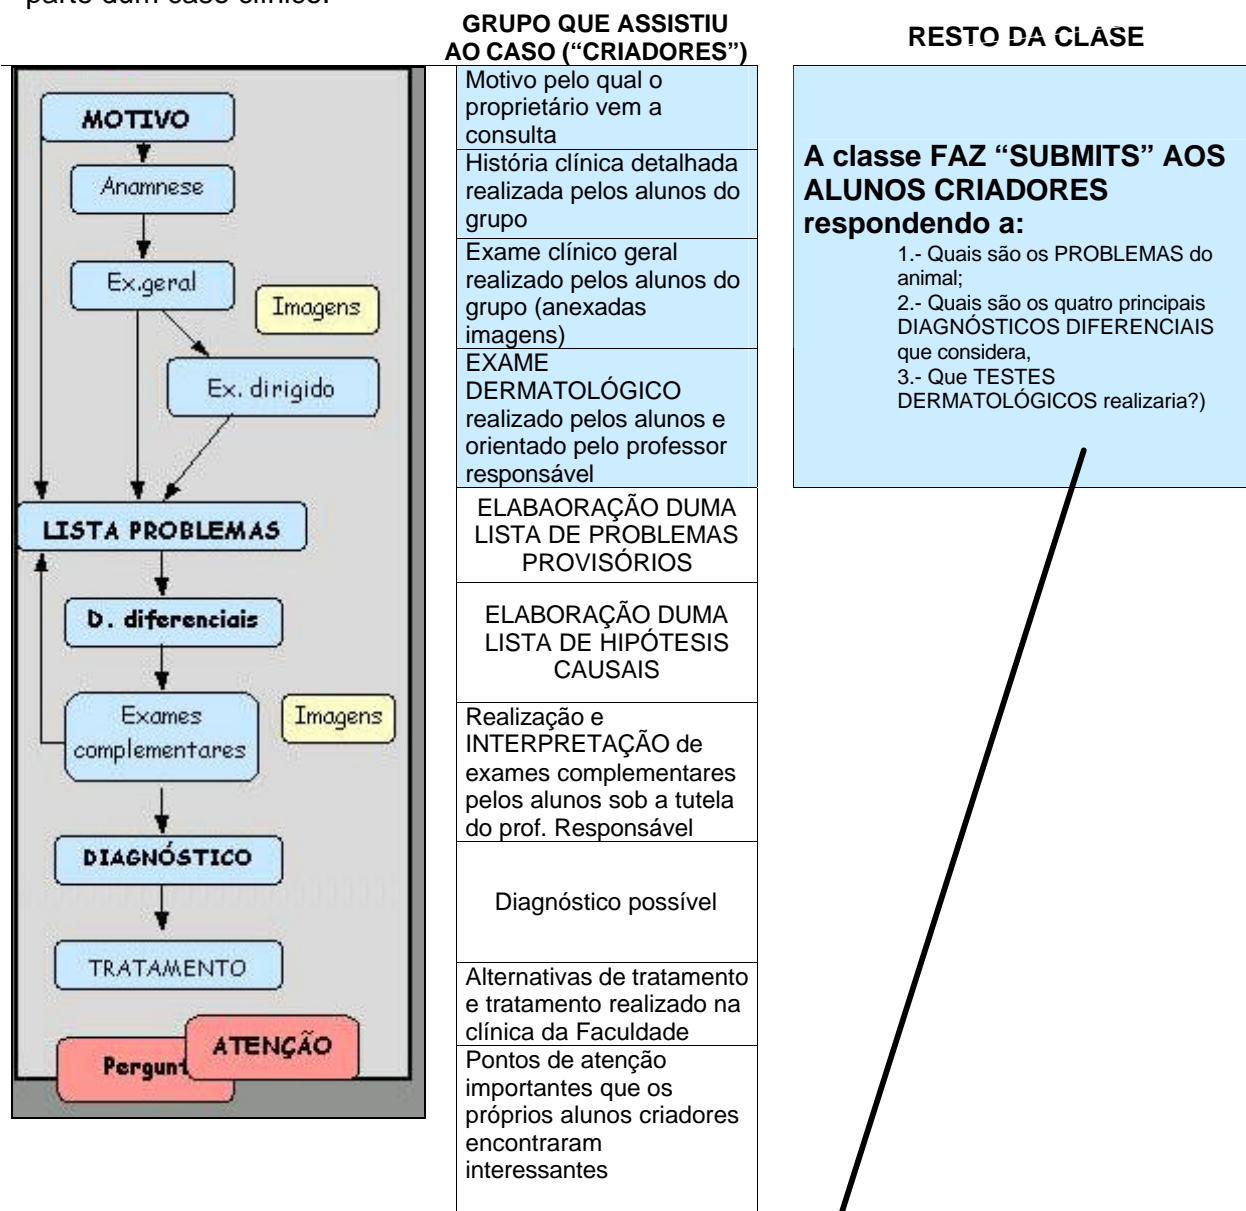 parte dum caso clínico.
GRUPO QUE ASSISTIU
AO CASO (“CRIADORES”)
RESTO DA CLASE
MOTIVO
Anamnese
Ex.geral
Imagens
Ex. dirigido
LISTA PROBLEMAS
D. diferenciais
Exames
complementares
Imagens
DIAGNÓSTICO
TRATAMENTO
ATENÇÃO
Pergunt
Motivo pelo qual o
proprietário vem a
consulta
História clínica detalhada
realizada pelos alunos do
grupo
Exame clínico geral
realizado pelos alunos do
grupo (anexadas
imagens)
EXAME
DERMATOLÓGICO
realizado pelos alunos e
orientado pelo professor
responsável
ELABAORAÇÃO DUMA
LISTA DE PROBLEMAS
PROVISÓRIOS
ELABORAÇÃO DUMA
LISTA DE HIPÓTESIS
CAUSAIS
Realização e
INTERPRETAÇÃO de
exames complementares
pelos alunos sob a tutela
do prof. Responsável
Diagnóstico possível
Alternativas de tratamento
e tratamento realizado na
clínica da Faculdade
Pontos de atenção
importantes que os
próprios alunos criadores
encontraram
interessantes
A classe FAZ “SUBMITS” AOS
ALUNOS CRIADORES
respondendo a:
1.- Quais são os PROBLEMAS do
animal;
2.- Quais são os quatro principais
DIAGNÓSTICOS DIFERENCIAIS
que considera,
3.- Que TESTES
DERMATOLÓGICOS realizaria?)